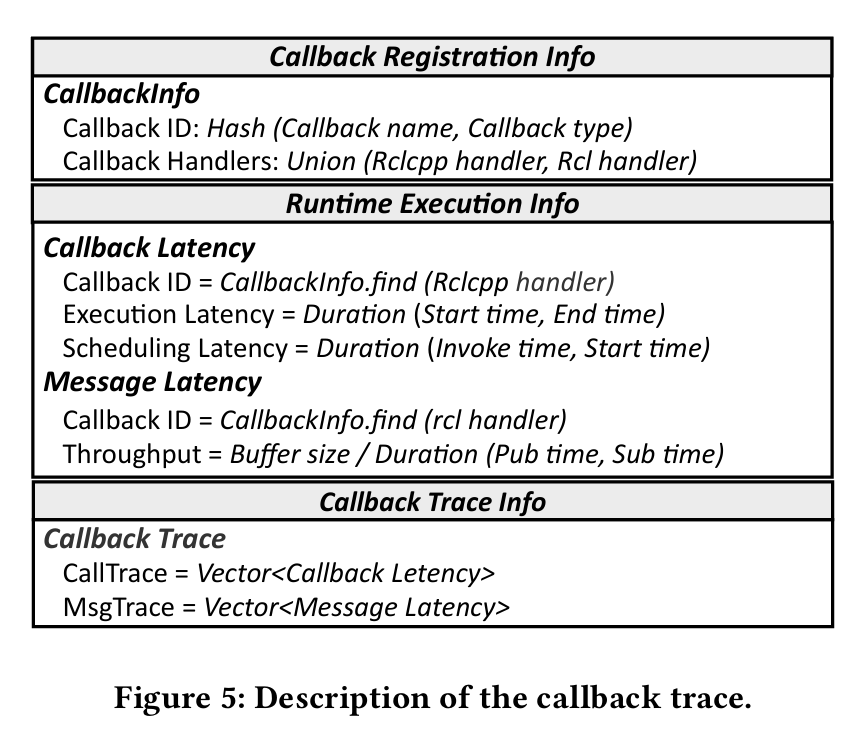 Callback Registration Info
CallbackInfo
Callback ID: Hash (Callback name, Callback type)
Callback Handlers: Union (Rclcpp handler, Rcl handler)
Runtime Execution Info
Callback Latency
Callback ID = CallbackInfo.find (Rclcpp handler)
Execution Latency = Duration (Start time, End time)
Scheduling Latency = Duration (Invoke time, Start time)
Message Latency
Callback ID = CallbackInfo.find (rcl handler)
Throughput = Buffer size / Duration (Pub time, Sub time)
Callback Trace Info
Callback Trace
CallTrace = Vector<Callback Letency>
MsgTrace = Vector<Message Latency>
Figure 5: Description of the callback trace.